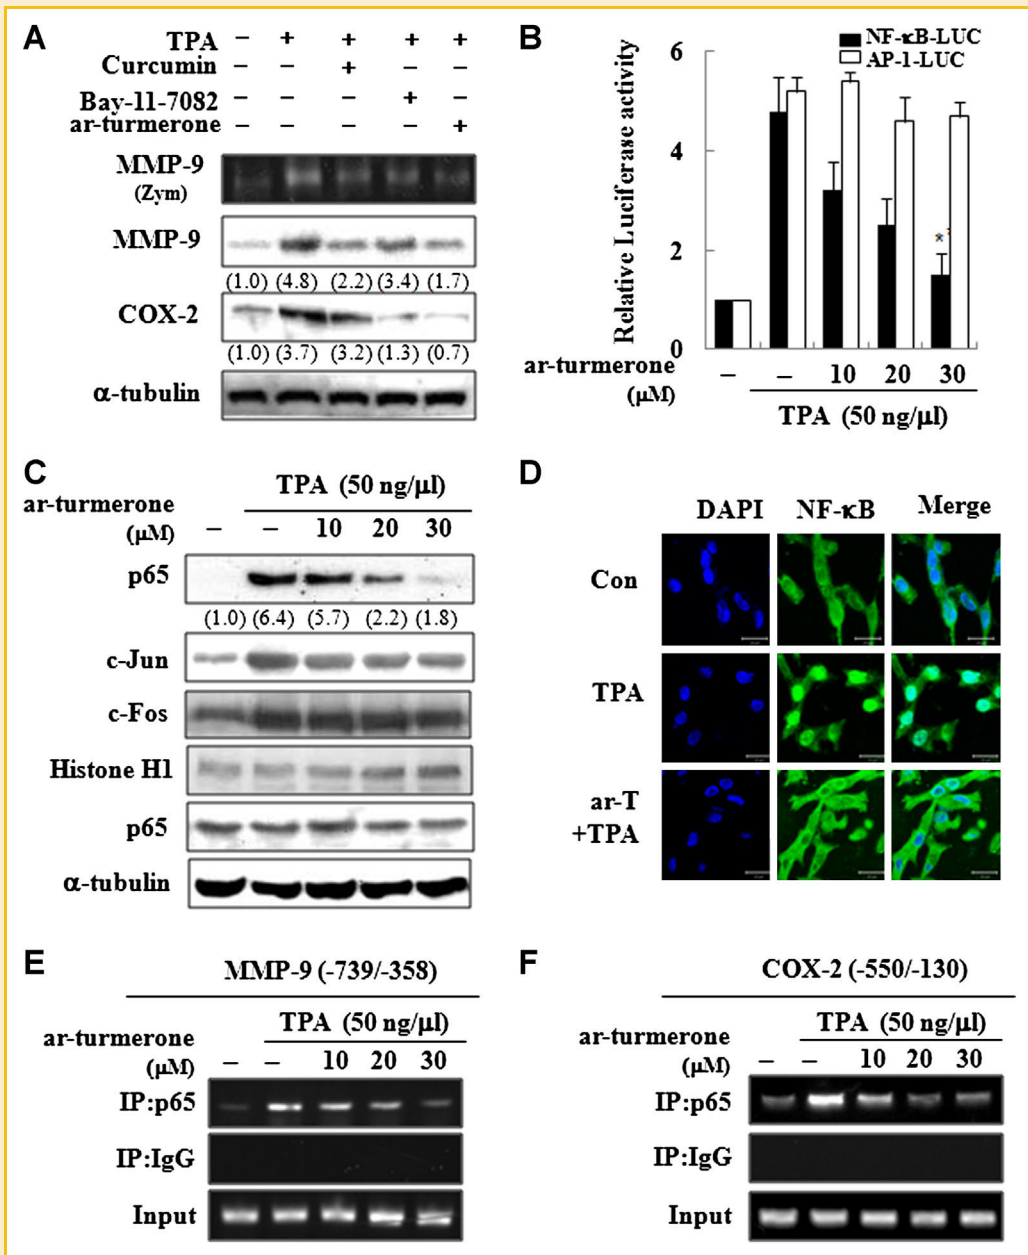 A
TPA – + + + +
Curcumin – – + – –
Bay-11-7082 – – – + –
ar-turmerone – – – – +
MMP-9
(Zym)
MMP-9
(1.0) (4.8) (2.2) (3.4) (1.7)
COX-2
(1.0) (3.7) (3.2) (1.3) (0.7)
α-tubulin
B
NF-κB-LUC
AP-1-LUC
Relative Luciferase activity
6
4
2
0
*
ar-turmerone
(μM)
– – 10 20 30
TPA (50 ng/μl)
C
TPA (50 ng/μl)
ar-turmerone
(μM)
– – 10 20 30
p65
(1.0) (6.4) (5.7) (2.2) (1.8)
c-Jun
c-Fos
Histone H1
p65
α-tubulin
D
DAPI NF-κB Merge
Con
TPA
ar-T
+TPA
E
MMP-9 (-739/-358)
TPA (50 ng/μl)
ar-turmerone
(μM)
– – 10 20 30
IP:p65
IP:IgG
Input
F
COX-2 (-550/-130)
TPA (50 ng/μl)
ar-turmerone
(μM)
– – 10 20 30
IP:p65
IP:IgG
Input